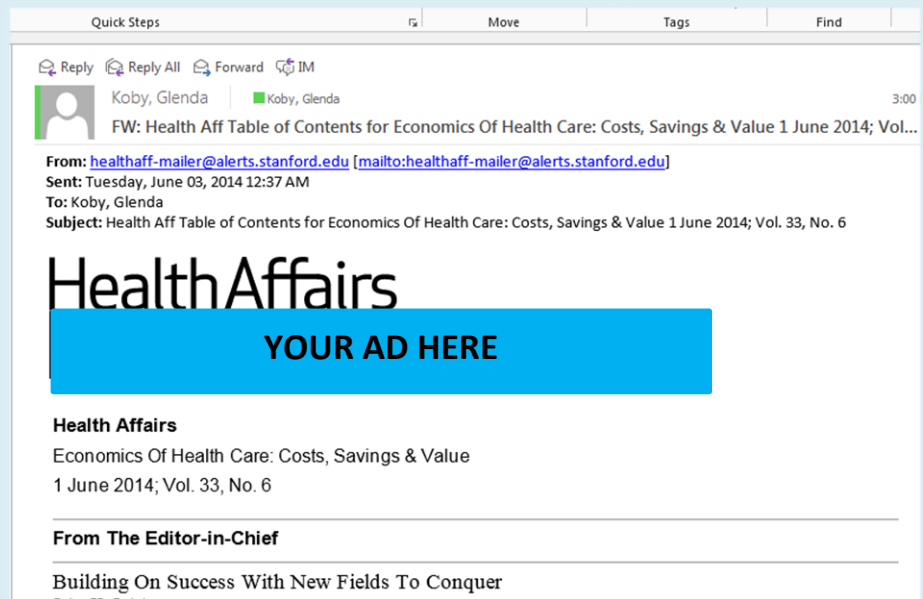 Quick Steps Move Tags Find
Reply Reply All Forward IM
Koby, Glenda Koby, Glenda 3:00
FW: Health Aff Table of Contents for Economics Of Health Care: Costs, Savings & Value 1 June 2014; Vol...
From: healthaff-mailer@alerts.stanford.edu [mailto:healthaff-mailer@alerts.stanford.edu]
Sent: Tuesday, June 03, 2014 12:37 AM
To: Koby, Glenda
Subject: Health Aff Table of Contents for Economics Of Health Care: Costs, Savings & Value 1 June 2014; Vol. 33, No. 6
HealthAffairs
YOUR AD HERE
Health Affairs
Economics Of Health Care: Costs, Savings & Value
1 June 2014; Vol. 33, No. 6
From The Editor-in-Chief
Building On Success With New Fields To Conquer